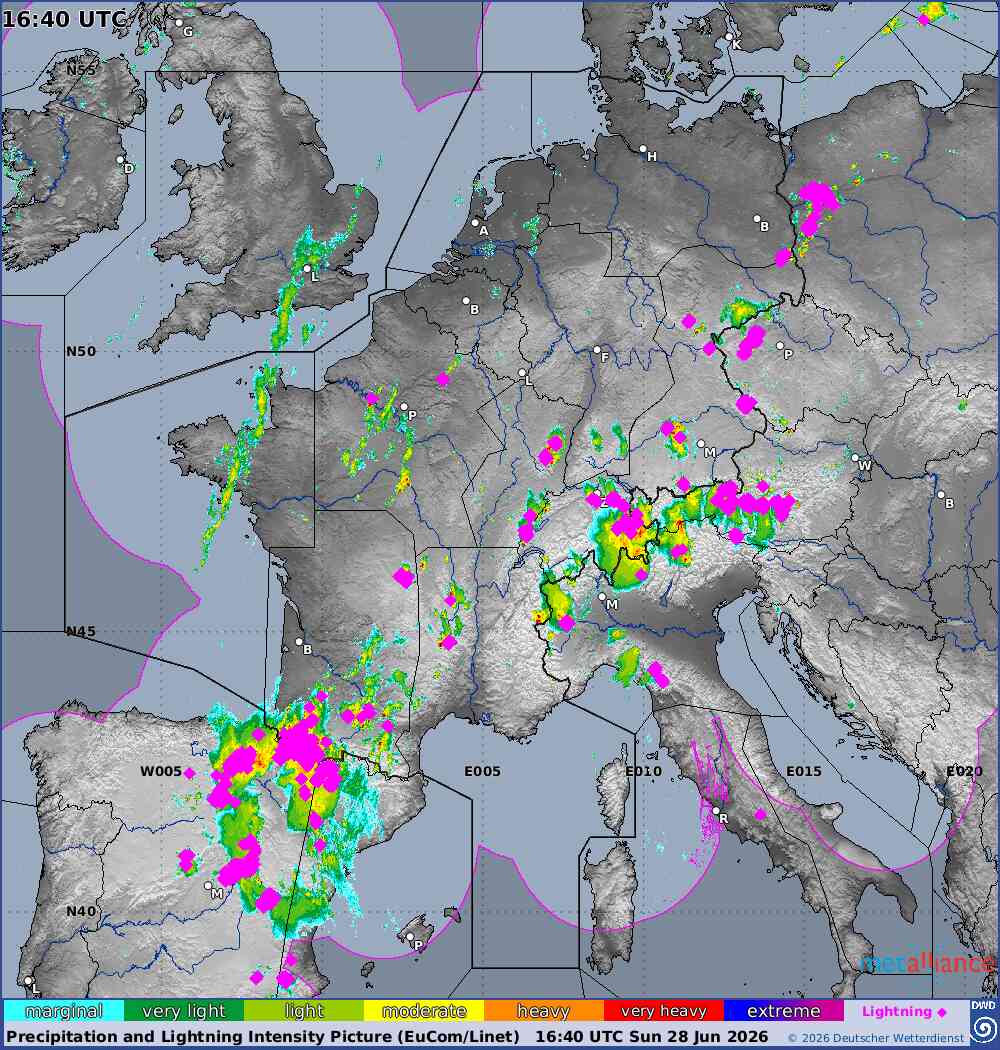 16:40 UTC
G
K
N55
D
H
A
B
L
B
N50
F
P
L
P
M
W
B
Z
M
N45
B
W005
E005
E010
E015
E020
R
M
N40
P
L
metalliance
marginal very light light moderate heavy very heavy extreme Lightning
DWD
Precipitation and Lightning Intensity Picture (EuCom/Linet) 16:40 UTC Sun 28 Jun 2026 © 2026 Deutscher Wetterdienst